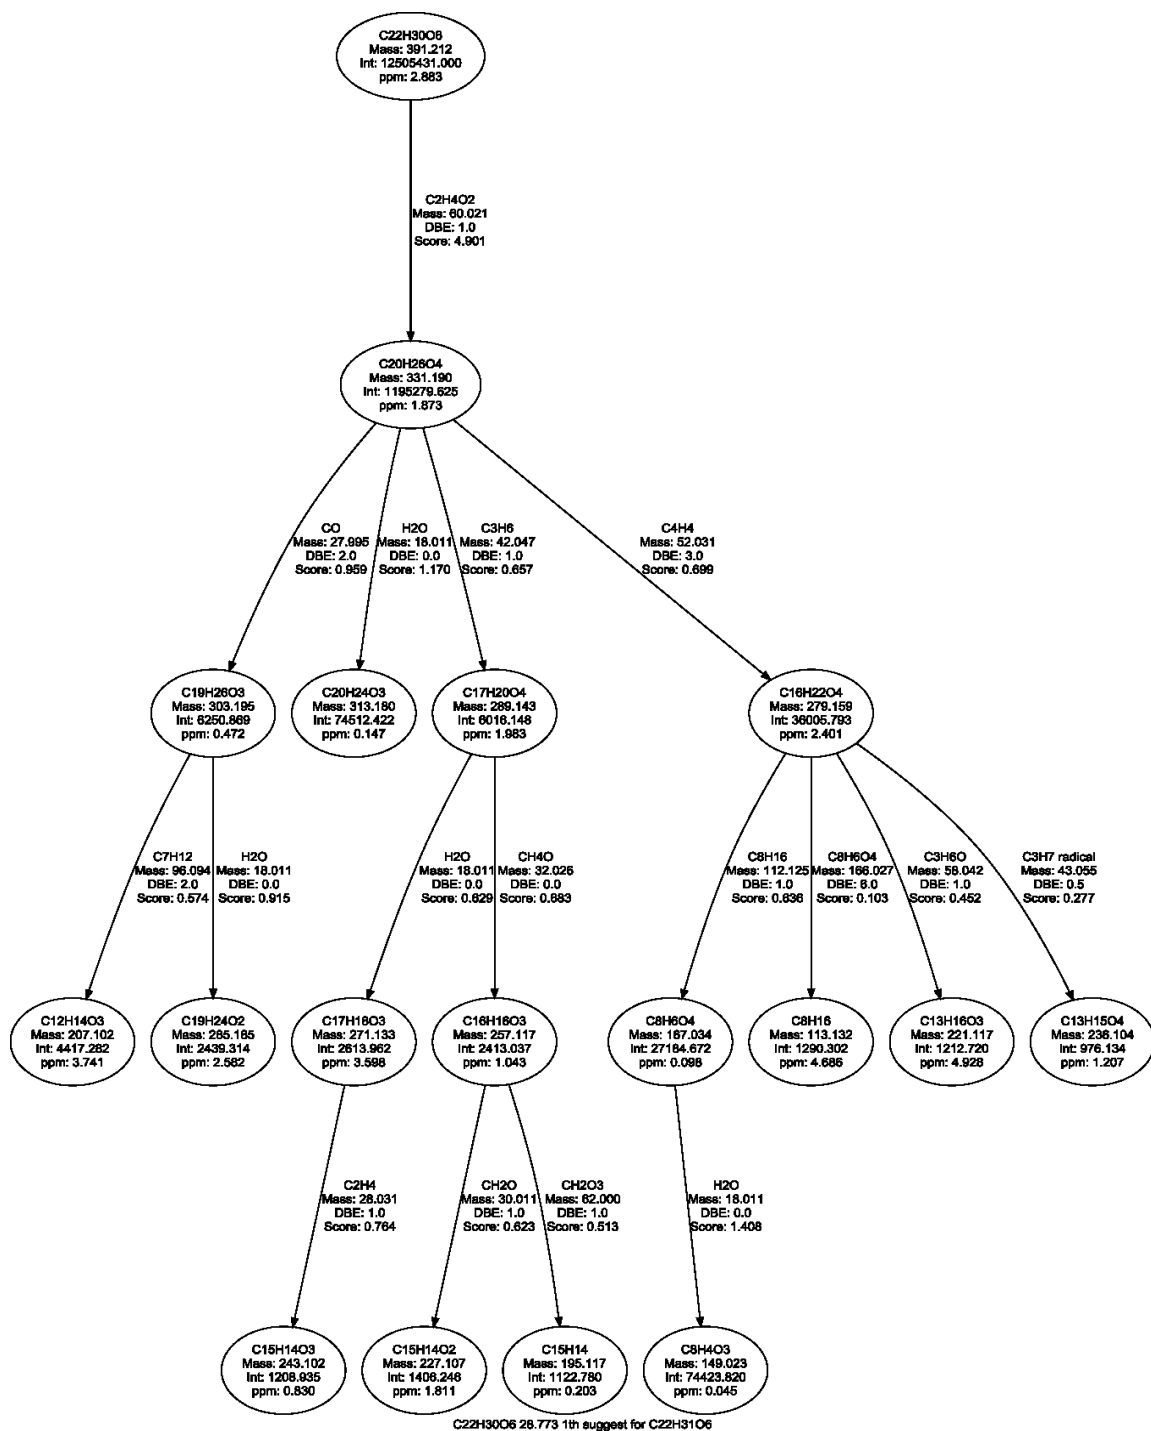 C22H30O6
Mass: 391.212
Int: 12505431.000
ppm: 2.883
C2H4O2
Mass: 60.021
DBE: 1.0
Score: 4.901
C20H26O4
Mass: 331.190
Int: 1195279.625
ppm: 1.873
CO
Mass: 27.995
DBE: 2.0
Score: 0.959
H2O
Mass: 18.011
DBE: 0.0
Score: 1.170
C3H6
Mass: 42.047
DBE: 1.0
Score: 0.657
C4H4
Mass: 52.031
DBE: 3.0
Score: 0.699
C19H26O3
Mass: 303.195
Int: 6250.869
ppm: 0.472
C20H24O3
Mass: 313.180
Int: 74512.422
ppm: 0.147
C17H20O4
Mass: 289.143
Int: 6016.148
ppm: 1.983
C16H22O4
Mass: 279.159
Int: 36005.793
ppm: 2.401
C7H12
Mass: 96.094
DBE: 2.0
Score: 0.574
H2O
Mass: 18.011
DBE: 0.0
Score: 0.915
H2O
Mass: 18.011
DBE: 0.0
Score: 0.629
CH4O
Mass: 32.026
DBE: 0.0
Score: 0.683
C8H16
Mass: 112.125
DBE: 1.0
Score: 0.636
C8H6O4
Mass: 166.027
DBE: 6.0
Score: 0.103
C3H6O
Mass: 58.042
DBE: 1.0
Score: 0.452
C3H7 radical
Mass: 43.055
DBE: 0.5
Score: 0.277
C12H14O3
Mass: 207.102
Int: 4417.282
ppm: 3.741
C19H24O2
Mass: 285.185
Int: 2439.314
ppm: 2.582
C17H18O3
Mass: 271.133
Int: 2613.962
ppm: 3.598
C16H16O3
Mass: 257.117
Int: 2413.037
ppm: 1.043
C8H6O4
Mass: 167.034
Int: 27184.672
ppm: 0.098
C8H16
Mass: 113.132
Int: 1290.302
ppm: 4.686
C13H16O3
Mass: 221.117
Int: 1212.720
ppm: 4.928
C13H15O4
Mass: 236.104
Int: 976.134
ppm: 1.207
C2H4
Mass: 28.031
DBE: 1.0
Score: 0.764
CH2O
Mass: 30.011
DBE: 1.0
Score: 0.623
CH2O3
Mass: 62.000
DBE: 1.0
Score: 0.513
H2O
Mass: 18.011
DBE: 0.0
Score: 1.408
C15H14O3
Mass: 243.102
Int: 1208.935
ppm: 0.830
C15H14O2
Mass: 227.107
Int: 1406.246
ppm: 1.811
C15H14
Mass: 195.117
Int: 1122.780
ppm: 0.203
C8H4O3
Mass: 149.023
Int: 74423.820
ppm: 0.045
C22H30O6 26.773 1th suggest for C22H31O6